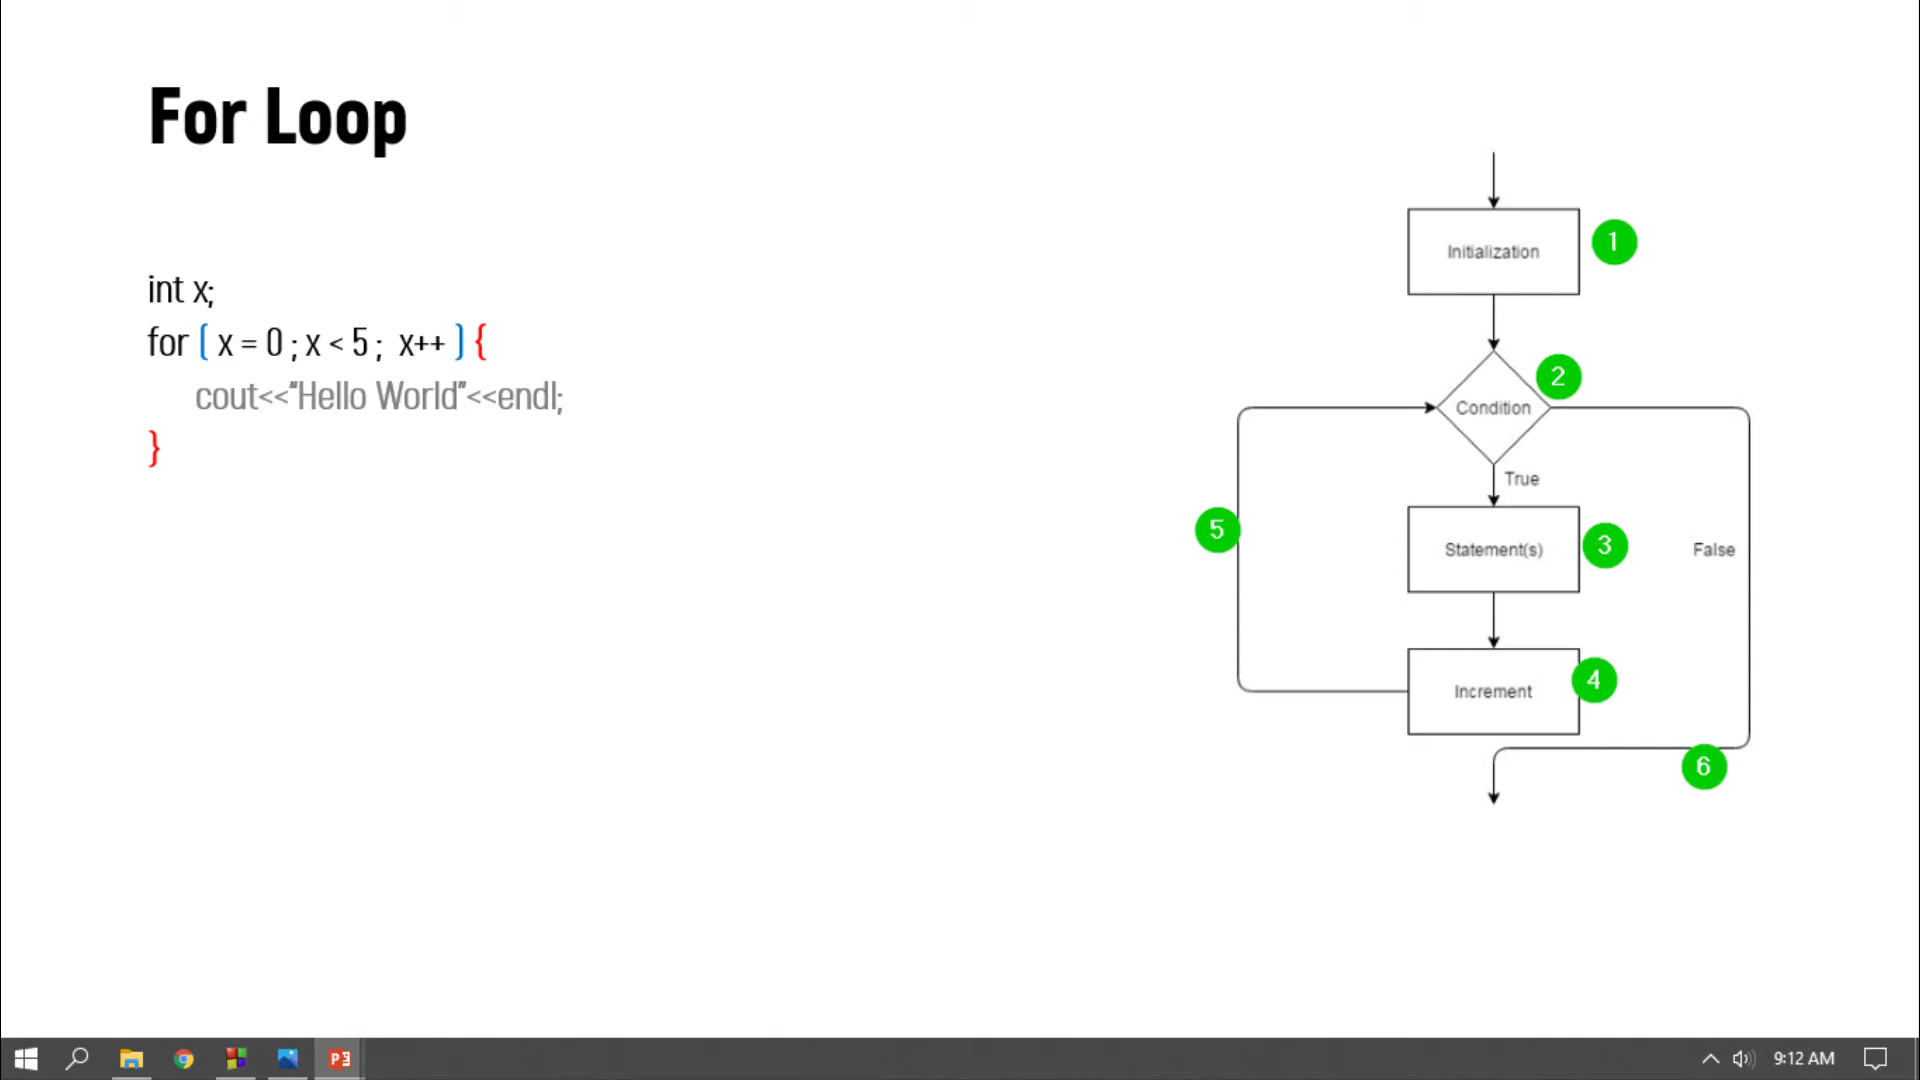 For Loop
int x;
for ( x = 0 ; x < 5 ;  x++ ) {
cout<<“Hello World”<<endl;
}
Initialization
1
2
Condition
True
5
Statement(s)
3
False
Increment
4
6
P3
9:12 AM